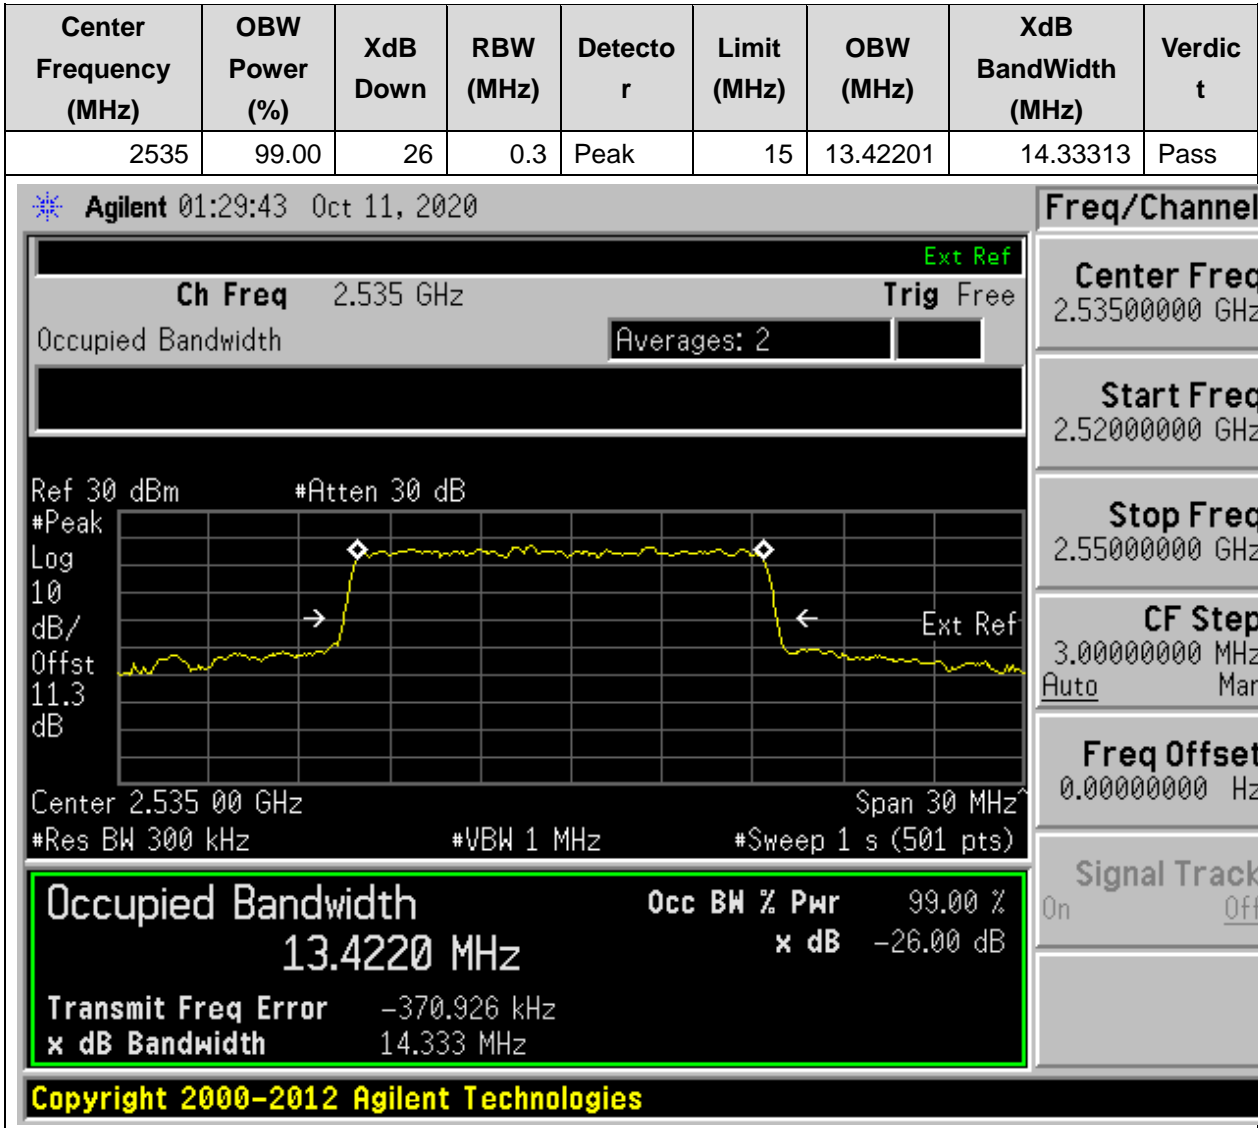 Center Frequency (MHz) OBW Power (%) XdB Down RBW (MHz) Detecto r Limit (MHz) OBW (MHz) XdB BandWidth (MHz) Verdic t
2535 99.00 26 0.3 Peak 15 13.42201 14.33313 Pass
Agilent 01:29:43 Oct 11, 2020
Freq/Channel
Ext Ref
Ch Freq 2.535 GHz Trig Free
Occupied Bandwidth Averages: 2
Center Freq
2.53500000 GHz
Start Freq
2.52000000 GHz
Stop Freq
2.55000000 GHz
CF Step
3.00000000 MHz
Auto Man
Freq Offset
0.00000000 Hz
Signal Track
On Off
Ref 30 dBm #Atten 30 dB
#Peak
Log
10
dB/
Offst
11.3
dB
Ext Ref
Center 2.535 00 GHz Span 30 MHz^
#Res BW 300 kHz #VBW 1 MHz #Sweep 1 s (501 pts)
Occupied Bandwidth
13.4220 MHz
Occ BW % Pwr 99.00 %
x dB -26.00 dB
Transmit Freq Error -370.926 kHz
x dB Bandwidth 14.333 MHz
Copyright 2000-2012 Agilent Technologies